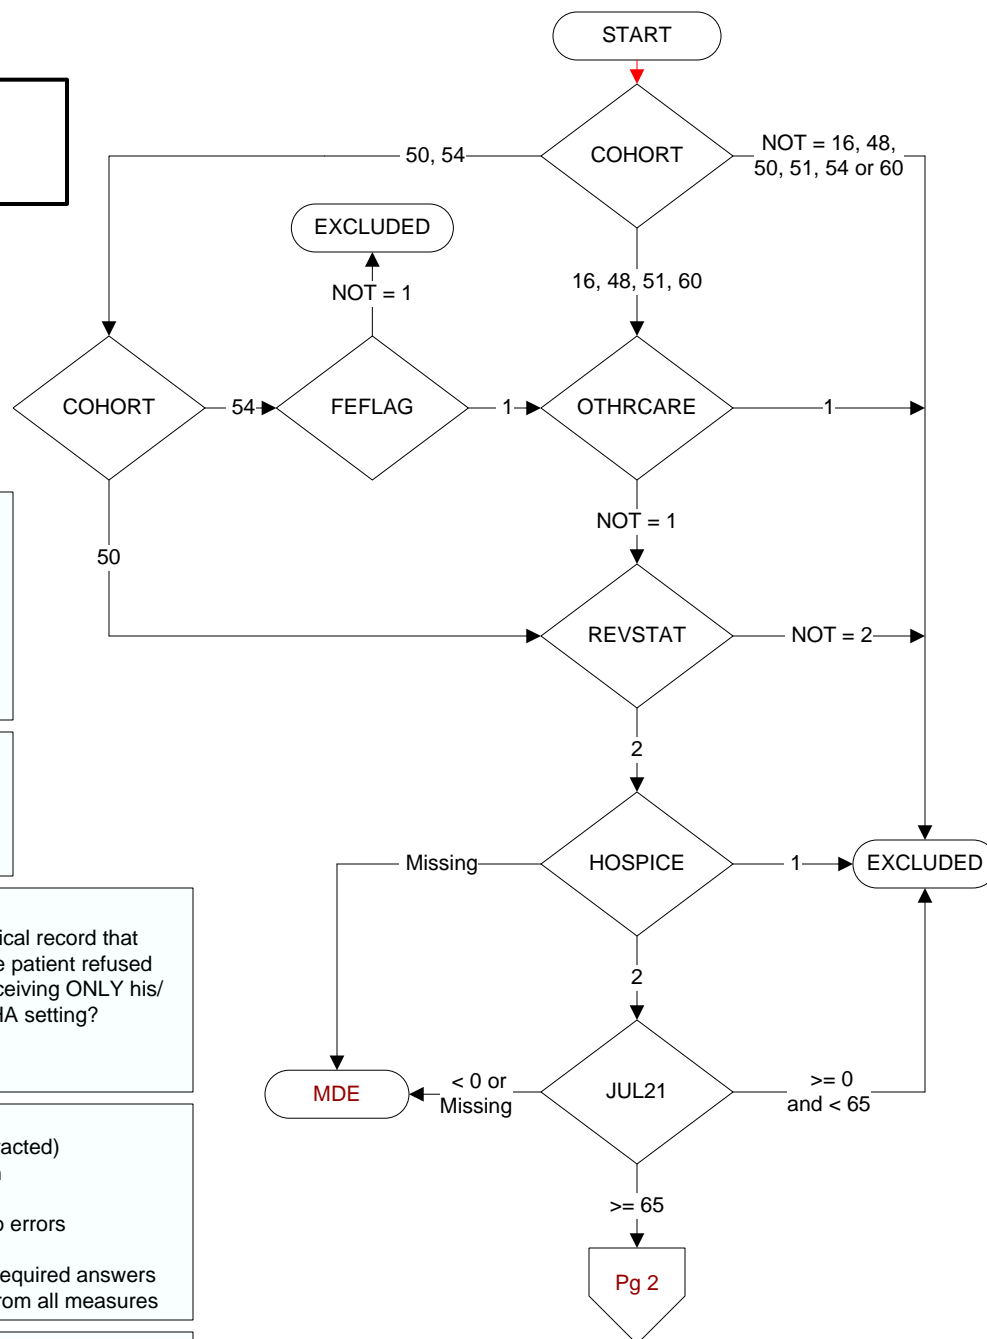 START
COHORT
50, 54
NOT = 16, 48,
50, 51, 54 or 60
EXCLUDED
NOT = 1
16, 48, 51, 60
COHORT
54
FEFLAG
1
OTHRCARE
1
NOT = 1
50
REVSTAT
NOT = 2
2
Missing
HOSPICE
1
EXCLUDED
2
ical record that
e patient refused
ceiving ONLY his/
HA setting?
MDE
< 0 or
Missing
JUL21
>= 0
and < 65
racted)
n
o errors
equired answers
rom all measures
>= 65
Pg 2